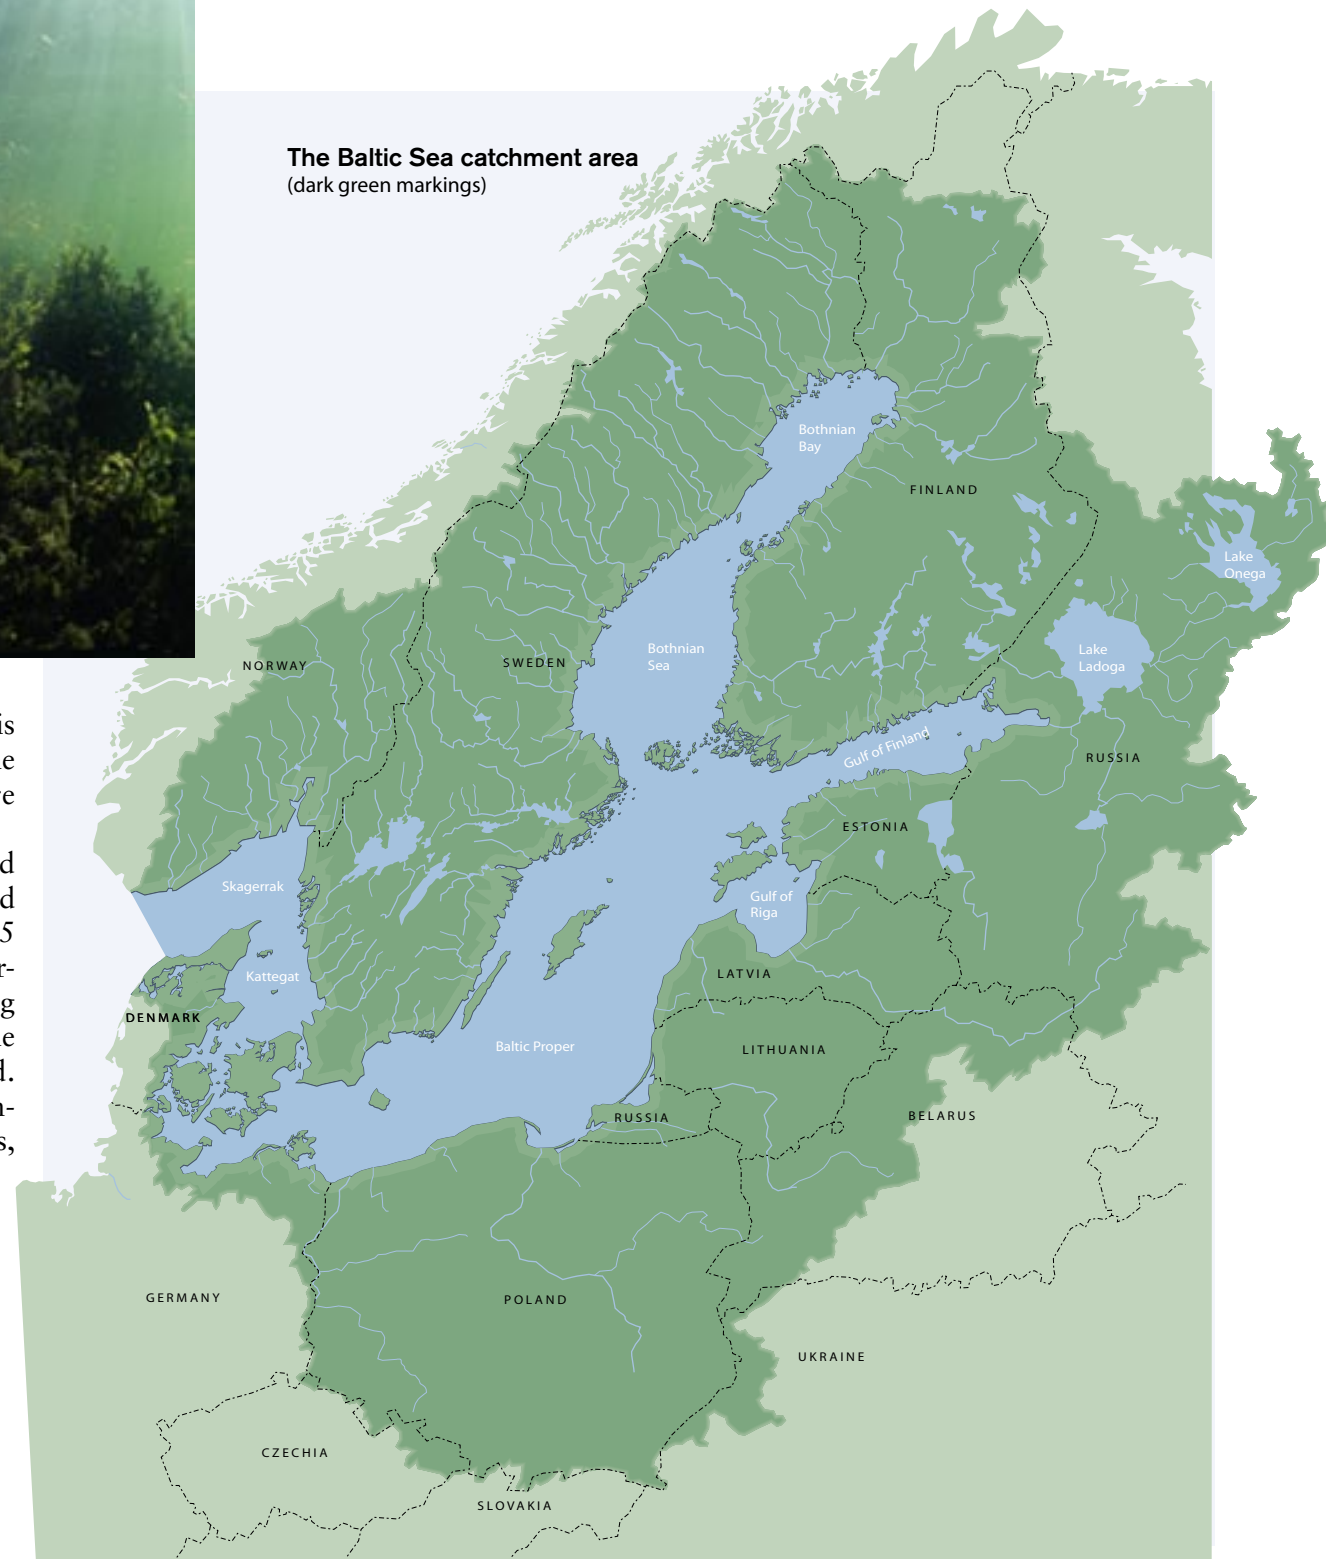 The Baltic Sea catchment area
(dark green markings)
Bothnian
Bay
FINLAND
Lake
Onega
Bothnian
Sea
SWEDEN
NORWAY
Lake
Ladoga
Gulf of Finland
RUSSIA
ESTONIA
Skagerrak
Gulf of
Riga
Kattegat
LATVIA
DENMARK
Baltic Proper
LITHUANIA
RUSSIA
BELARUS
GERMANY
POLAND
UKRAINE
CZECHIA
SLOVAKIA
is
d
d
5
r-
g
d.
n-
s,